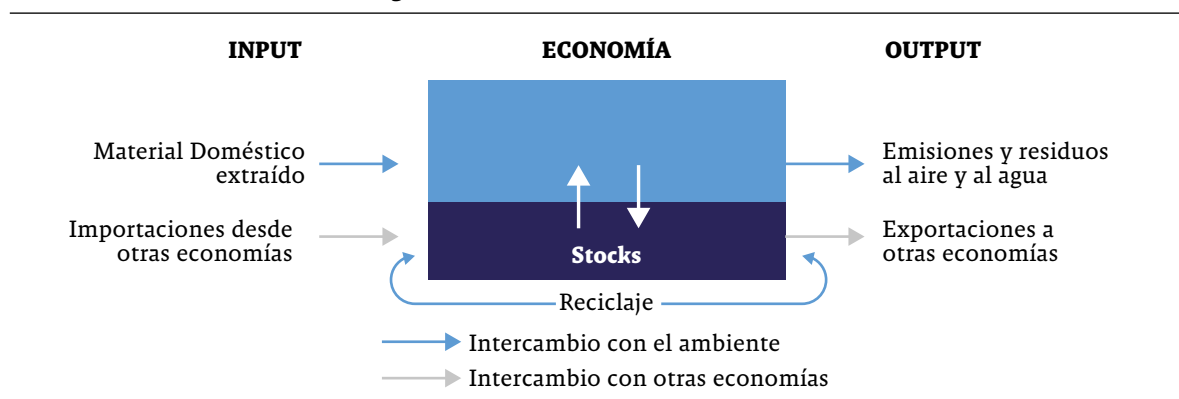 INPUT
ECONOMÍA
OUTPUT
Material Doméstico
extraído
Emisiones y residuos
al aire y al agua
Importaciones desde
otras economías
Stocks
Exportaciones a
otras economías
Reciclaje
Intercambio con el ambiente
Intercambio con otras economías